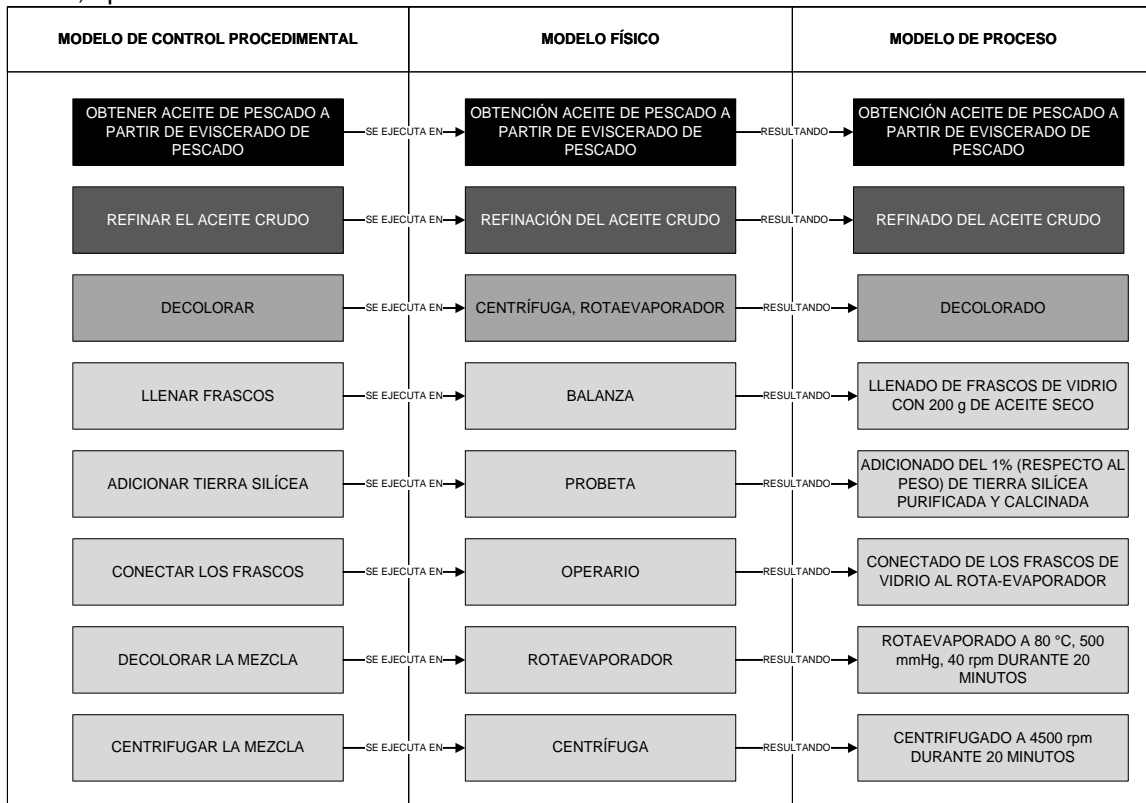 MODELO DE CONTROL PROCEDIMENTAL
MODELO FÍSICO
MODELO DE PROCESO
OBTENER ACEITE DE PESCADO A
PARTIR DE EVISCERADO DE
PESCADO
SE EJECUTA EN
OBTENCIÓN ACEITE DE PESCADO A
PARTIR DE EVISCERADO DE
PESCADO
RESULTANDO
OBTENCIÓN ACEITE DE PESCADO A
PARTIR DE EVISCERADO DE
PESCADO
REFINAR EL ACEITE CRUDO
SE EJECUTA EN
REFINACIÓN DEL ACEITE CRUDO
RESULTANDO
REFINADO DEL ACEITE CRUDO
DECOLORAR
SE EJECUTA EN
CENTRÍFUGA, ROTAEVAPORADOR
RESULTANDO
DECOLORADO
LLENAR FRASCOS
SE EJECUTA EN
BALANZA
RESULTANDO
LLENADO DE FRASCOS DE VIDRIO
CON 200 g DE ACEITE SECO
ADICIONAR TIERRA SILÍCEA
SE EJECUTA EN
PROBETA
RESULTANDO
ADICIONADO DEL 1% (RESPECTO AL
PESO) DE TIERRA SILÍCEA
PURIFICADA Y CALCINADA
CONECTAR LOS FRASCOS
SE EJECUTA EN
OPERARIO
RESULTANDO
CONECTADO DE LOS FRASCOS DE
VIDRIO AL ROTA-EVAPORADOR
DECOLORAR LA MEZCLA
SE EJECUTA EN
ROTAEVAPORADOR
RESULTANDO
ROTAEVAPORADO A 80 °C, 500
mmHg, 40 rpm DURANTE 20
MINUTOS
CENTRIFUGAR LA MEZCLA
SE EJECUTA EN
CENTRÍFUGA
RESULTANDO
CENTRIFUGADO A 4500 rpm
DURANTE 20 MINUTOS